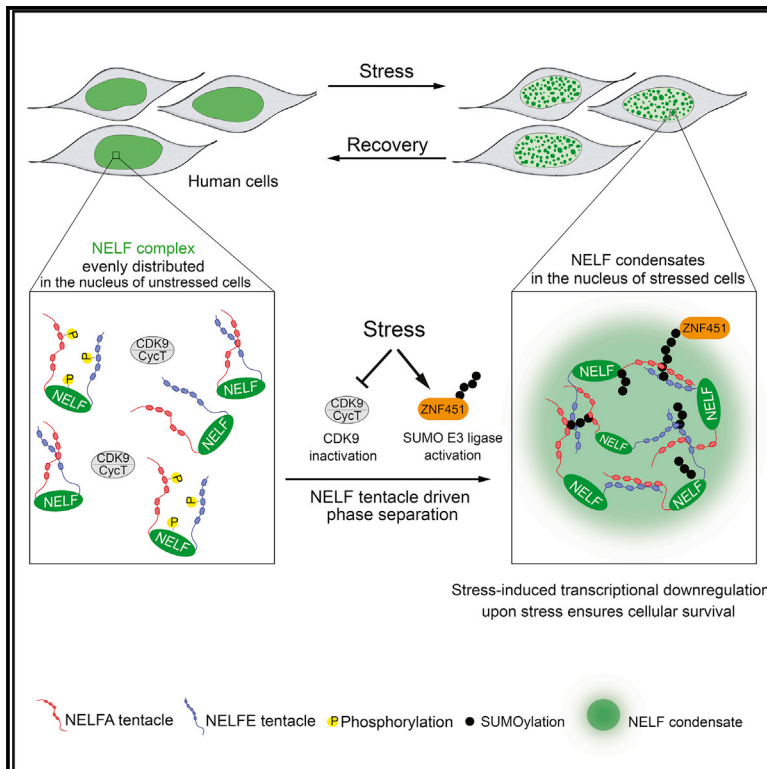 Stress
Recovery
Human cells
NELF complex
evenly distributed
in the nucleus of unstressed cells
NELF condensates
in the nucleus of stressed cells
P
P
P
NELF
CDK9
CycT
NELF
NELF
NELF
CDK9
CycT
P
P
P
NELF
Stress
CDK9
CycT
ZNF451
CDK9
inactivation
SUMO E3 ligase
activation
NELF tentacle driven
phase separation
ZNF451
NELF
NELF
NELF
NELF
NELF
NELF
Stress-induced transcriptional downregulation
upon stress ensures cellular survival
NELFA tentacle
NELFE tentacle
P Phosphorylation
SUMOylation
NELF condensate